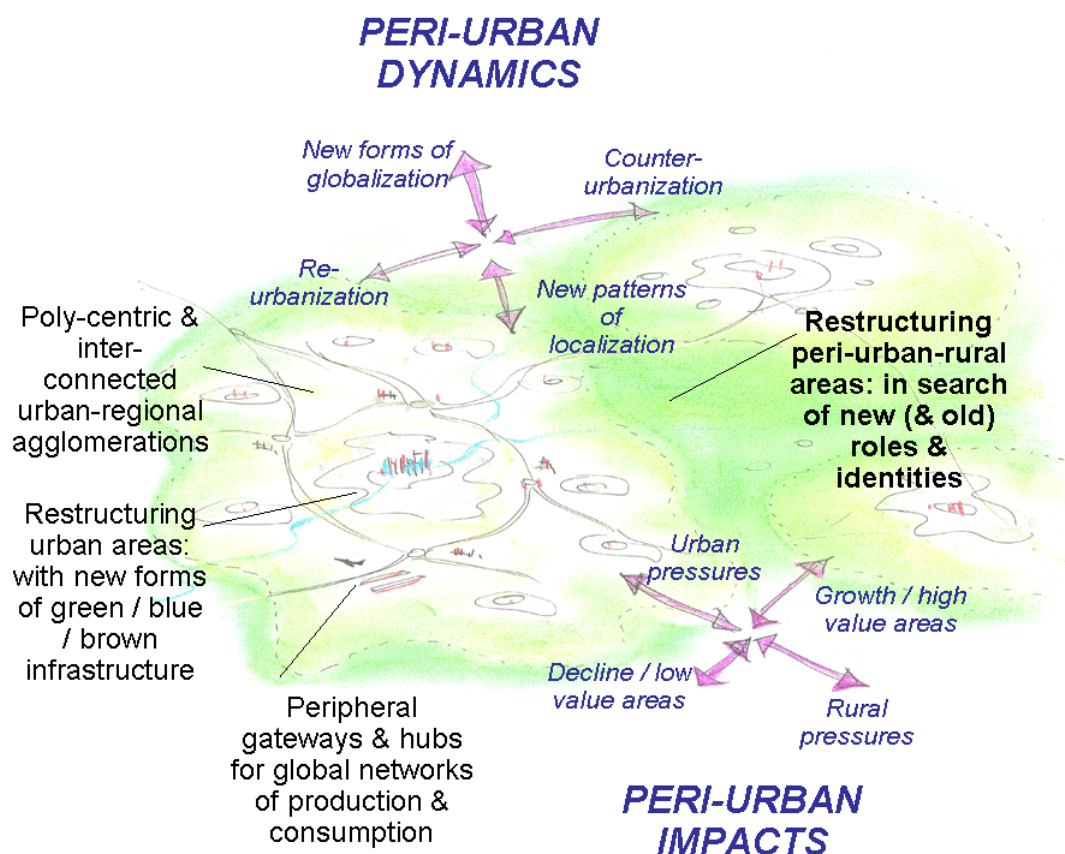 PERI-URBAN
DYNAMICS
New forms of
globalization
Counter-
urbanization
Re-
urbanization
New patterns
of
localization
Poly-centric &
inter-
connected
urban-regional
agglomerations
Restructuring
peri-urban-rural
areas: in search
of new (& old)
roles &
identities
Restructuring
urban areas:
with new forms
of green / blue
/ brown
infrastructure
Urban
pressures
Growth / high
value areas
Decline / low
value areas
Rural
pressures
Peripheral
gateways & hubs
for global networks
of production &
consumption
PERI-URBAN
IMPACTS